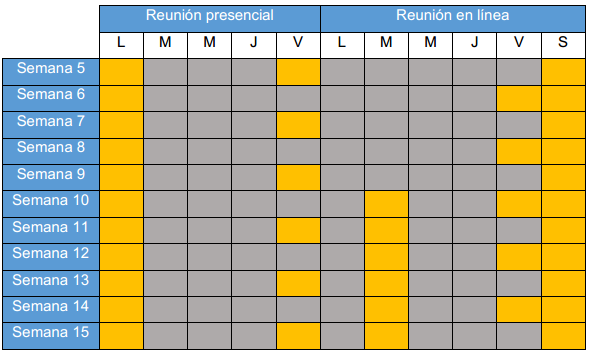 Reunión presencial Reunión en línea
L M M J V L M M J V S
Semana 5
Semana 6
Semana 7
Semana 8
Semana 9
Semana 10
Semana 11
Semana 12
Semana 13
Semana 14
Semana 15